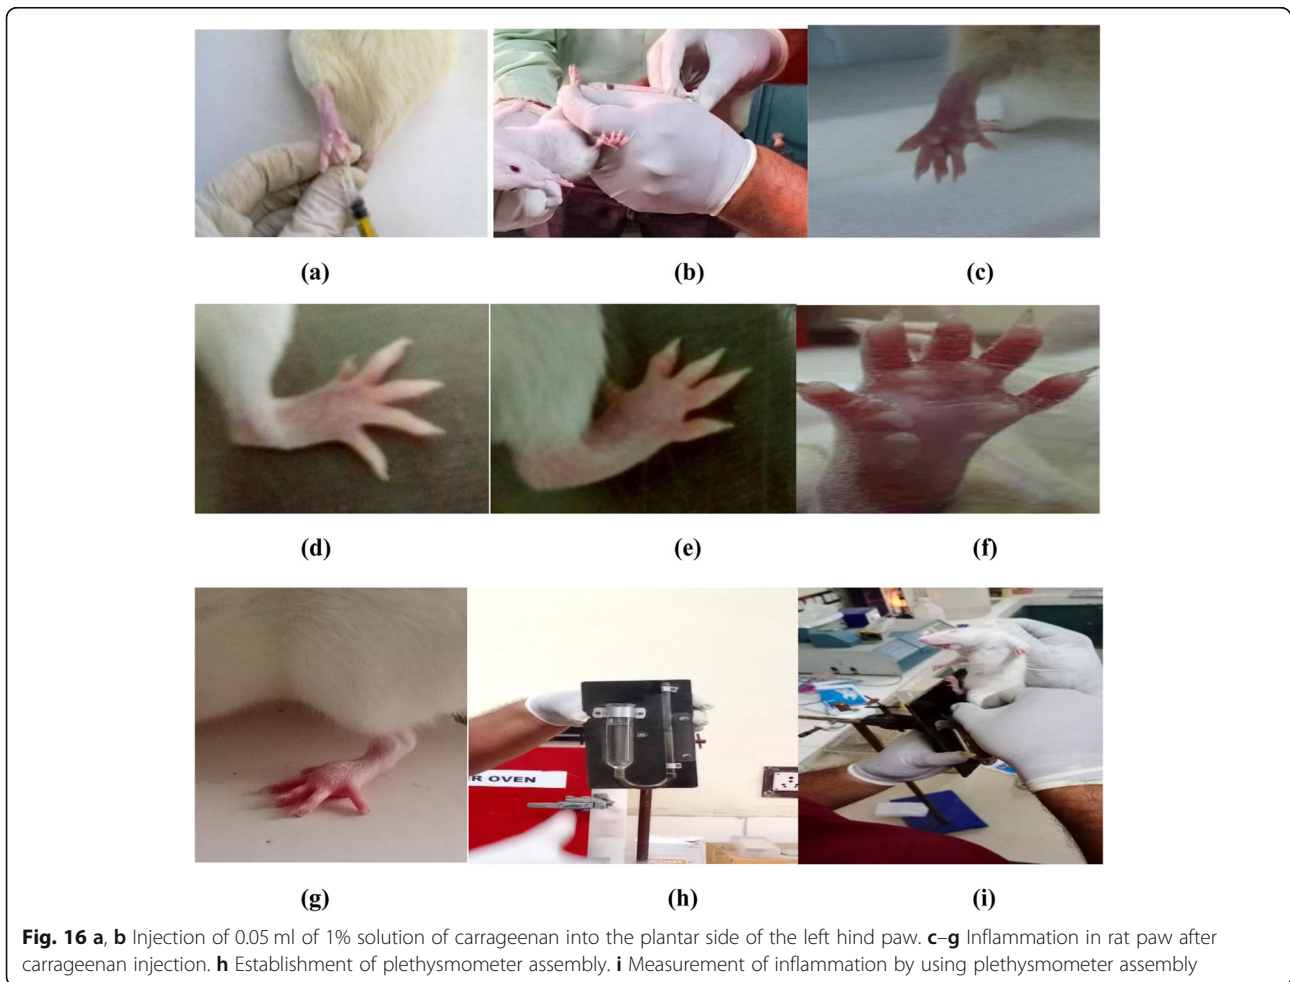 (a)
(b)
(c)
(d)
(e)
(f)
R OVEN
(g)
(h)
(i)
Fig. 16 a, b Injection of 0.05 ml of 1% solution of carrageenan into the plantar side of the left hind paw. c–g Inflammation in rat paw after
carrageenan injection. h Establishment of plethysmometer assembly. i Measurement of inflammation by using plethysmometer assembly